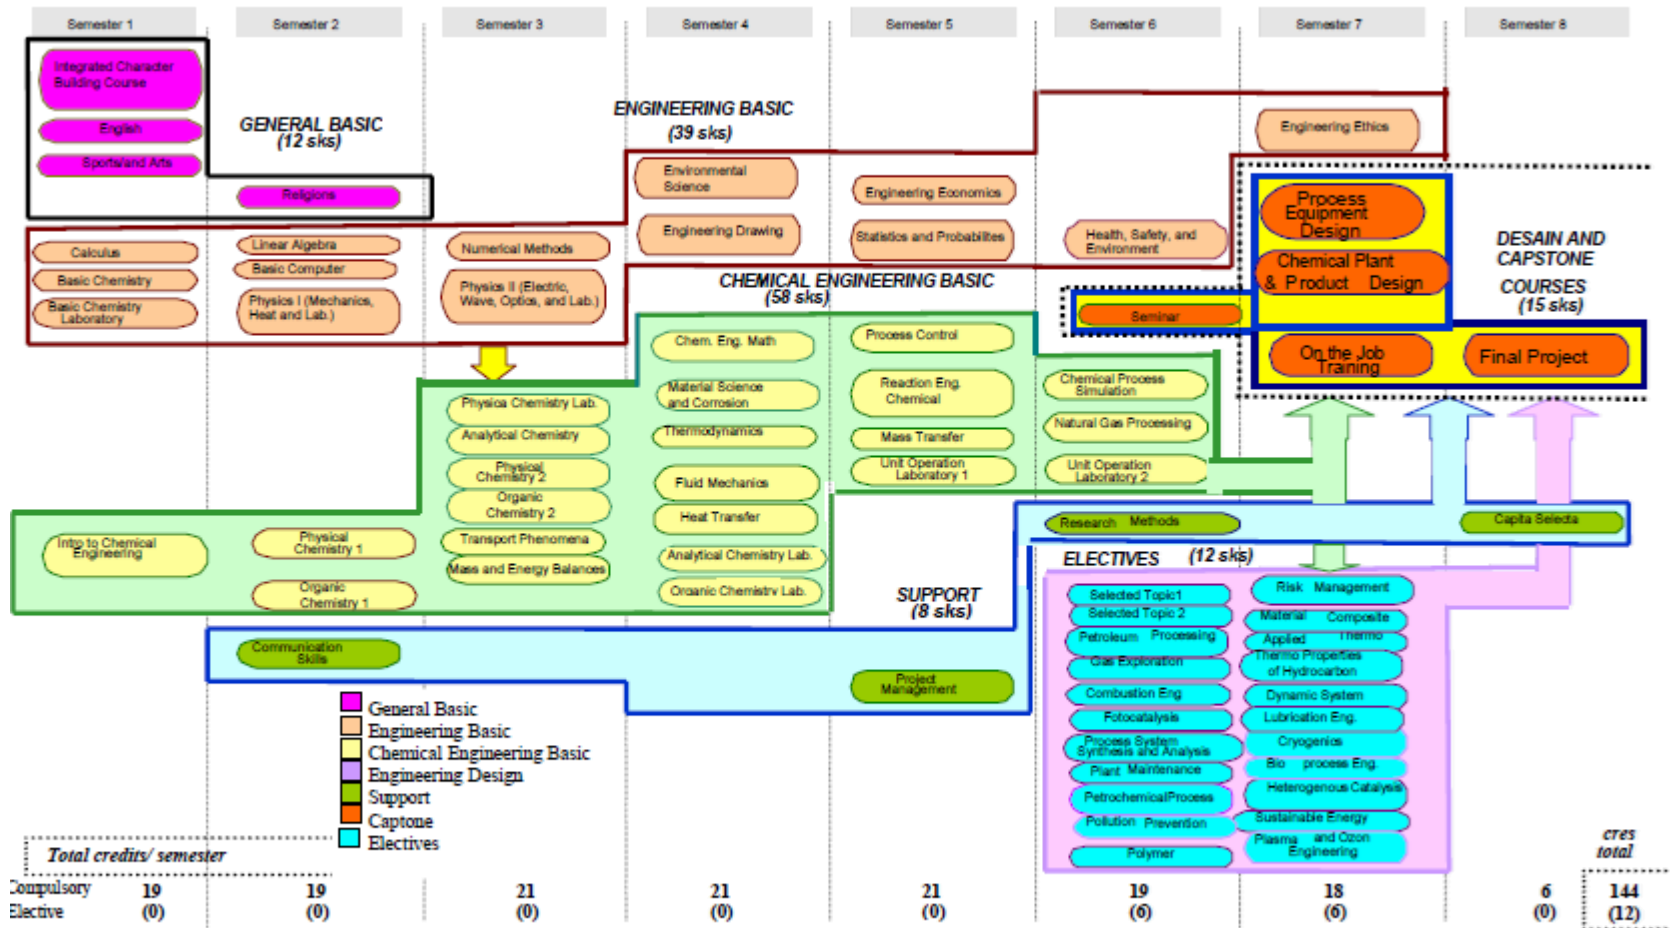 Semester 1
Semester 2
Semester 3
Semester 4
Semester 5
Semester 6
Semester 7
Semester 8
Integrated Character
Building Course
English
Sports/and Arts
GENERAL BASIC
(12 sks)
Religions
ENGINEERING BASIC
(39 sks)
Calculus
Basic Chemistry
Basic Chemistry
Laboratory
Linear Algebra
Basic Computer
Physics I (Mechanics,
Heat and Lab.)
Numerical Methods
Physics II (Electric,
Wave, Optics, and Lab.)
Environmental
Science
Engineering Drawing
Engineering Economics
Statistics and Probabilites
Health, Safety, and
Environment
Engineering Ethics
Process
Equipment
Design
Chemical Plant
& Product Design
Seminar
On the Job
Training
Final Project
DESAIN AND
CAPSTONE
COURSES
(15 sks)
CHEMICAL ENGINEERING BASIC
(58 sks)
Intro to Chemical
Engineering
Physical
Chemistry 1
Organic
Chemistry 1
Physica Chemistry Lab.
Analytical Chemistry
Physical
Chemistry 2
Organic
Chemistry 2
Transport Phenomena
Mass and Energy Balances
Chem. Eng. Math
Material Science
and Corrosion
Thermodynamics
Fluid Mechanics
Heat Transfer
Analytical Chemistry Lab.
Organic Chemistry Lab.
Process Control
Reaction Eng.
Chemical
Mass Transfer
Unit Operation
Laboratory 1
Chemical Process
Simulation
Natural Gas Processing
Unit Operation
Laboratory 2
SUPPORT
(8 sks)
Communication
Skills
Project
Management
Research Methods
Capita Selecta
ELECTIVES (12 sks)
Selected Topic1
Selected Topic 2
Petroleum Processing
Gas Exploration
Combustion Eng
Fotocatalysis
Process System
Synthesis and Analysis
Plant Maintenance
PetrochemicalProcess
Pollution Prevention
Polymer
Risk Management
Material Composite
Applied Thermo
Thermo Properties
of Hydrocarbon
Dynamic System
Lubrication Eng.
Cryogenics
Bio process Eng.
Heterogenous Catalysis
Sustainable Energy
Plasma and Ozon
Engineering
General Basic
Engineering Basic
Chemical Engineering Basic
Engineering Design
Support
Captone
Electives
Total credits/ semester
cres
total
Compulsory 19 19 21 21 21 19 18 6 144
Elective (0) (0) (0) (0) (0) (6) (6) (0) (12)